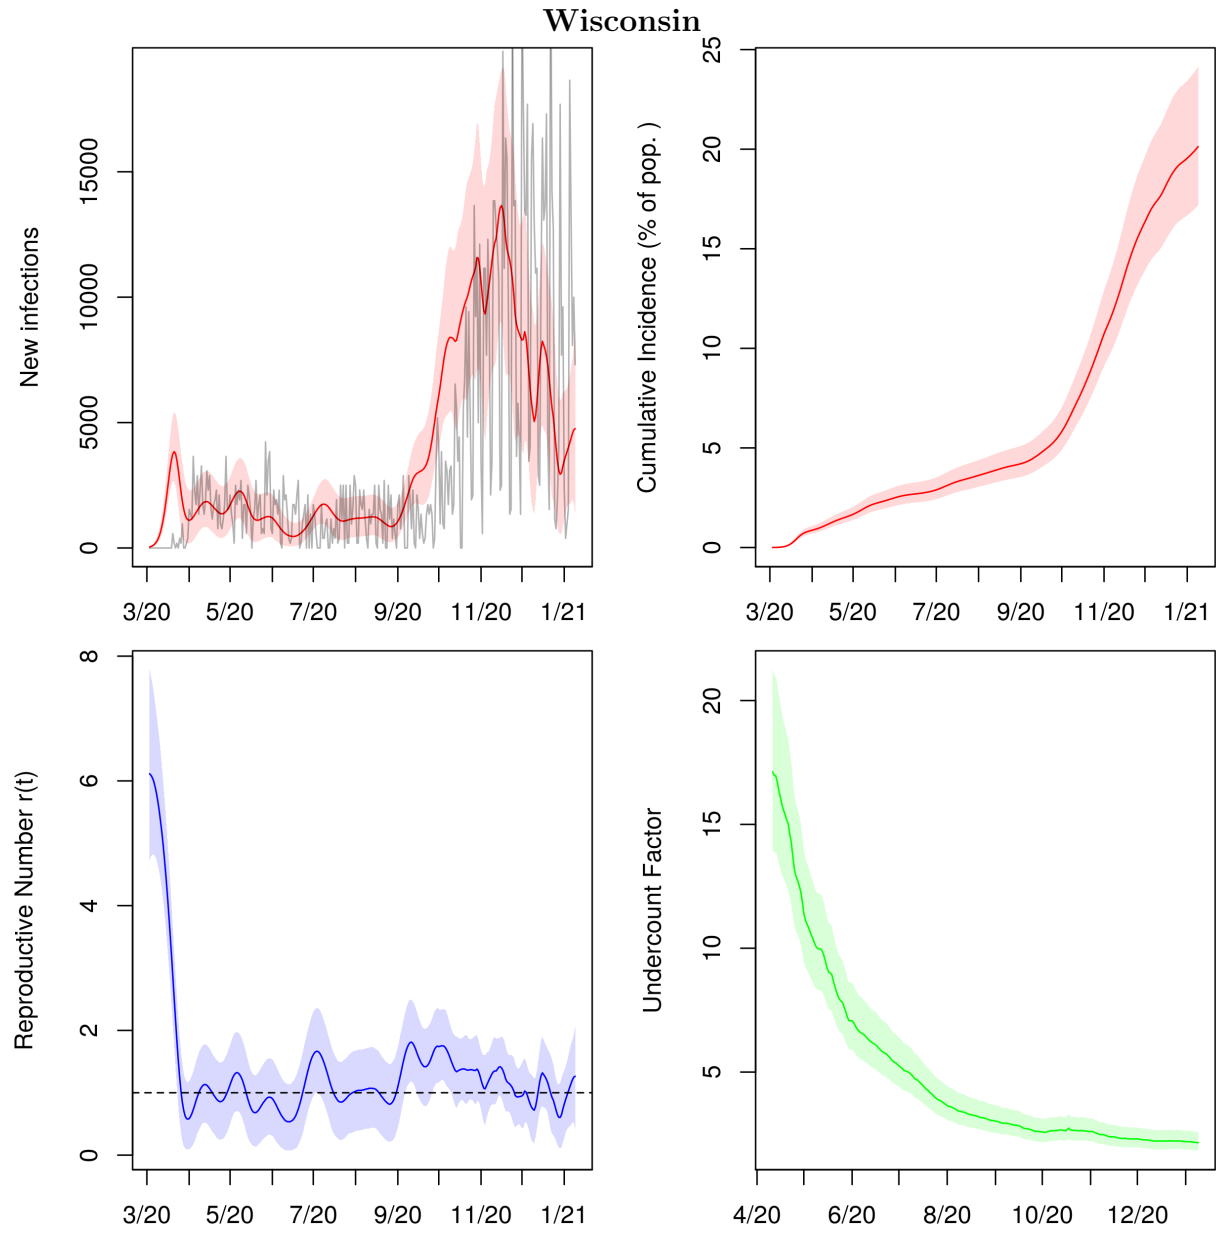 Wisconsin
New infections
0
5000
10000
15000
3/20 5/20 7/20 9/20 11/20 1/21
Cumulative Incidence (% of pop. )
0
5
10
15
20
25
3/20 5/20 7/20 9/20 11/20 1/21
Reproductive Number r(t)
0
2
4
6
8
3/20 5/20 7/20 9/20 11/20 1/21
Undercount Factor
5
10
15
20
4/20 6/20 8/20 10/20 12/20